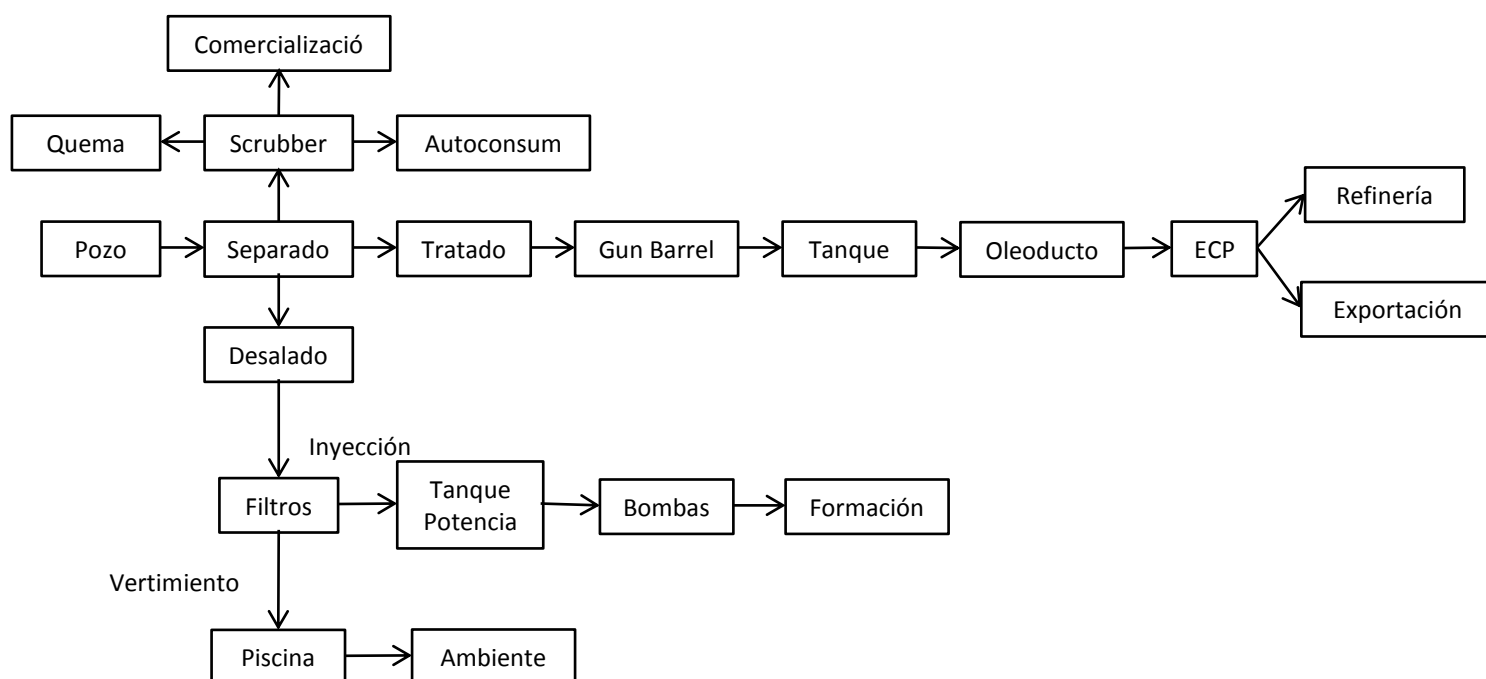 Comercializació
Quema
Scrubber
Autoconsum
Refinería
Pozo
Separado
Tratado
Gun Barrel
Tanque
Oleoducto
ECP
Exportación
Desalado
Inyección
Filtros
Tanque
Potencia
Bombas
Formación
Vertimiento
Piscina
Ambiente